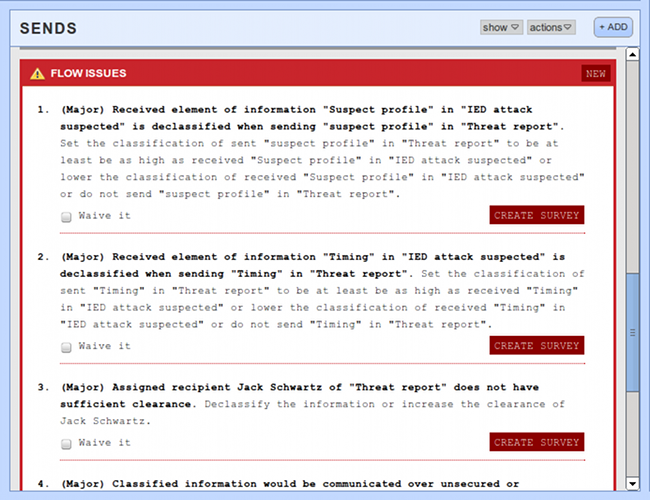 SENDS
show actions + ADD
FLOW ISSUES NEW
1. (Major) Received element of information "Suspect profile" in "IED attack
suspected" is declassified when sending "suspect profile" in "Threat report".
Set the classification of sent "suspect profile" in "Threat report" to be at
least be as high as received "Suspect profile" in "IED attack suspected" or
lower the classification of received "Suspect profile" in "IED attack suspected"
or do not send "suspect profile" in "Threat report".
Waive it CREATE SURVEY
2. (Major) Received element of information "Timing" in "IED attack suspected" is
declassified when sending "Timing" in "Threat report". Set the classification of
sent "Timing" in "Threat report" to be at least be as high as received "Timing"
in "IED attack suspected" or lower the classification of received "Timing" in
"IED attack suspected" or do not send "Timing" in "Threat report".
Waive it CREATE SURVEY
3. (Major) Assigned recipient Jack Schwartz of "Threat report" does not have
sufficient clearance. Declassify the information or increase the clearance of
Jack Schwartz.
Waive it CREATE SURVEY
4. (Major) Classified information would be communicated over unsecured or